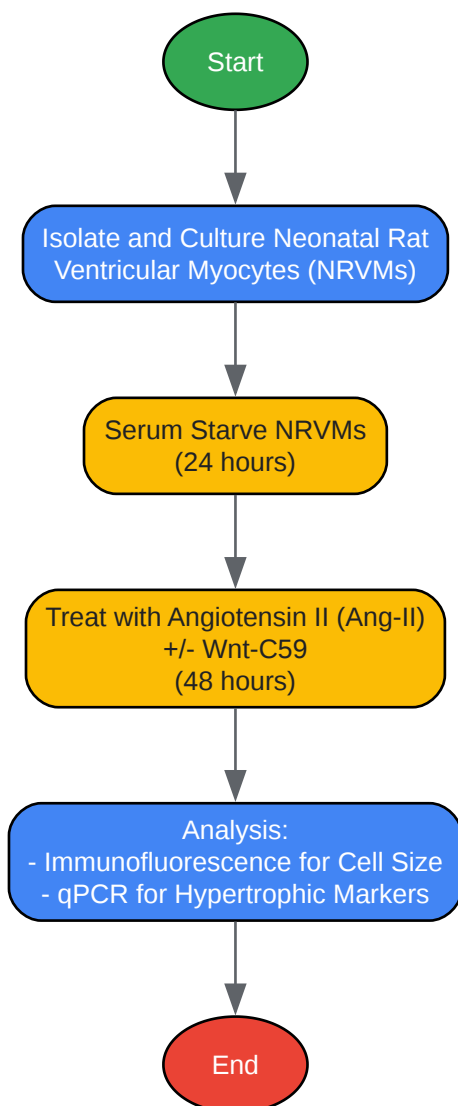 Start
Isolate and Culture Neonatal Rat
Ventricular Myocytes (NRVMs)
Serum Starve NRVMs
(24 hours)
Treat with Angiotensin II (Ang-II)
+/- Wnt-C59
(48 hours)
Analysis:
- Immunofluorescence for Cell Size
- qPCR for Hypertrophic Markers
End